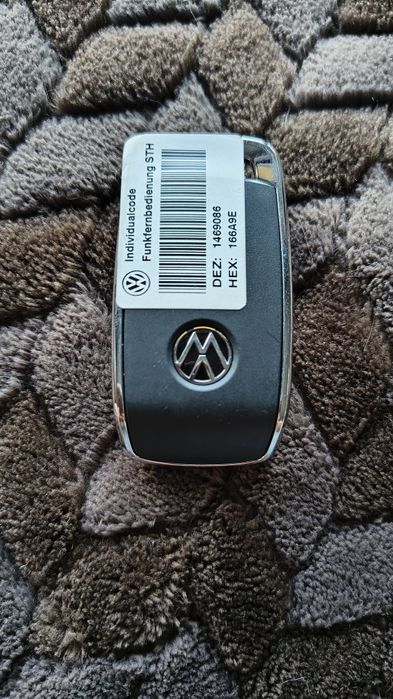 Individualcode
Funkfernbedienung STH
DEZ: 1469086
HEX: 166A9E